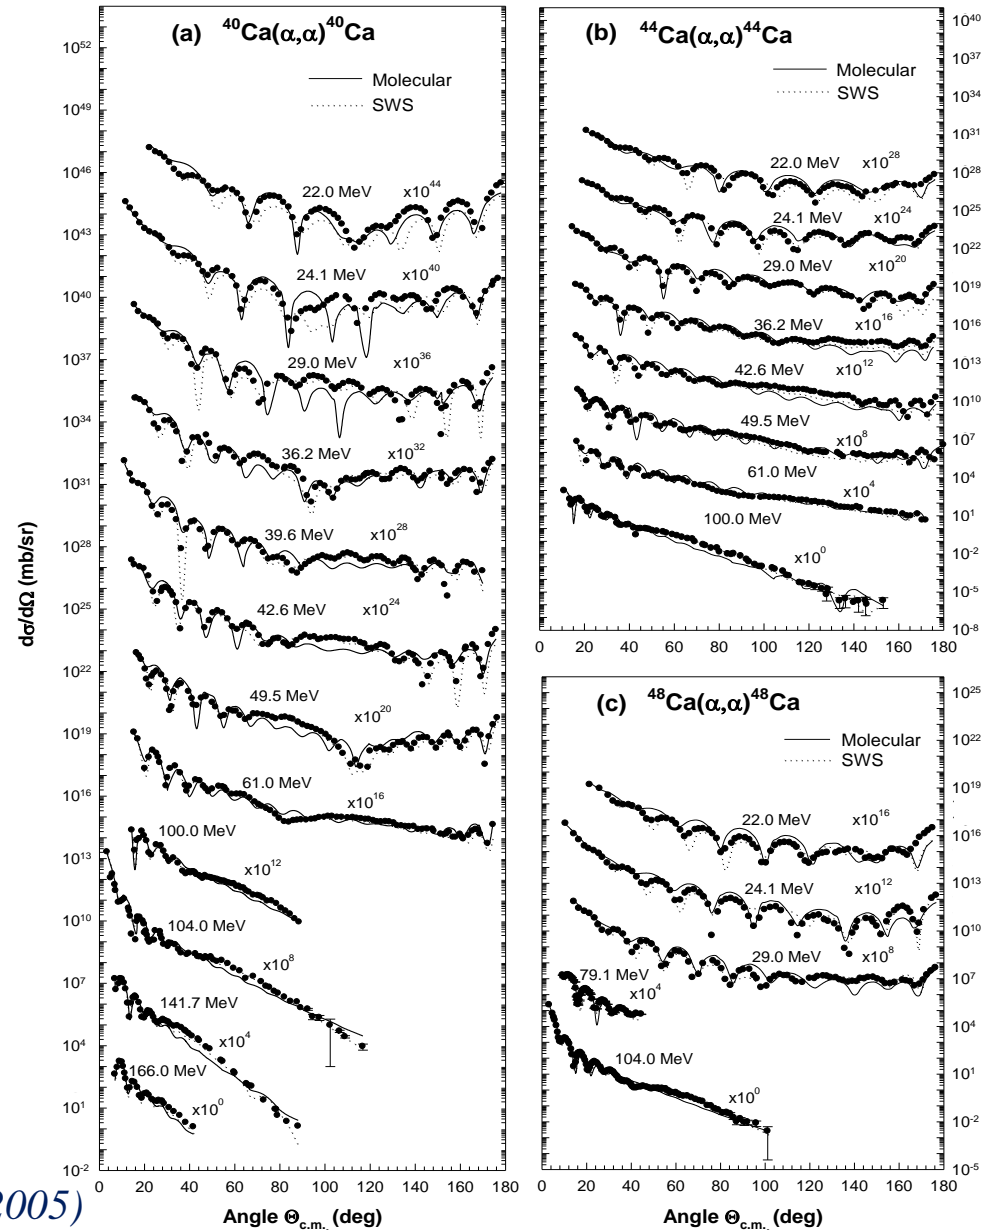 (a) ⁴⁰Ca(α,α)⁴⁰Ca
Molecular
SWS
22.0 MeV x10⁴⁴
24.1 MeV x10⁴⁰
29.0 MeV x10³⁶
36.2 MeV x10³²
39.6 MeV x10²⁸
42.6 MeV x10²⁴
49.5 MeV x10²⁰
61.0 MeV x10¹⁶
100.0 MeV x10¹²
104.0 MeV x10⁸
141.7 MeV x10⁴
166.0 MeV x10⁰
10⁵²
10⁴⁹
10⁴⁶
10⁴³
10⁴⁰
10³⁷
10³⁴
10³¹
10²⁸
10²⁵
10²²
10¹⁹
10¹⁶
10¹³
10¹⁰
10⁷
10⁴
10¹
10⁻²
dσ/dΩ (mb/sr)
0 20 40 60 80 100 120 140 160 180
Angle Θc.m. (deg)
(b) ⁴⁴Ca(α,α)⁴⁴Ca
Molecular
SWS
22.0 MeV x10²⁸
24.1 MeV x10²⁴
29.0 MeV x10²⁰
36.2 MeV x10¹⁶
42.6 MeV x10¹²
49.5 MeV x10⁸
61.0 MeV x10⁴
100.0 MeV x10⁰
10⁴⁰
10³⁷
10³⁴
10³¹
10²⁸
10²⁵
10²²
10¹⁹
10¹⁶
10¹³
10¹⁰
10⁷
10⁴
10¹
10⁻²
10⁻⁵
10⁻⁸
0 20 40 60 80 100 120 140 160 180
(c) ⁴⁸Ca(α,α)⁴⁸Ca
Molecular
SWS
22.0 MeV x10¹⁶
24.1 MeV x10¹²
29.0 MeV x10⁸
79.1 MeV x10⁴
104.0 MeV x10⁰
10²⁵
10²²
10¹⁹
10¹⁶
10¹³
10¹⁰
10⁷
10⁴
10¹
10⁻²
10⁻⁵
0 20 40 60 80 100 120 140 160 180
Angle Θc.m. (deg)
2005)